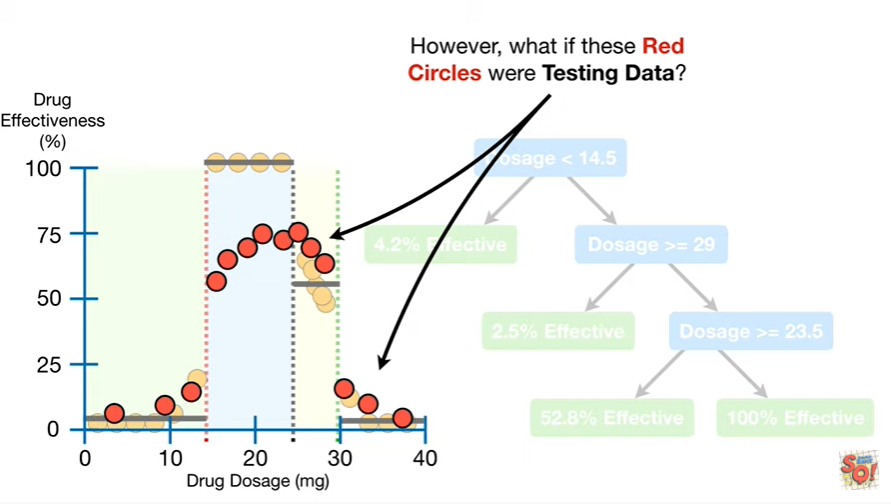 However, what if these Red
Circles were Testing Data?
Drug
Effectiveness
(%)
100
75
50
25
0
0
10
20
30
40
Drug Dosage (mg)
Dosage < 14.5
4.2% Effective
Dosage >= 29
2.5% Effective
Dosage >= 23.5
52.8% Effective
100% Effective
SQ!